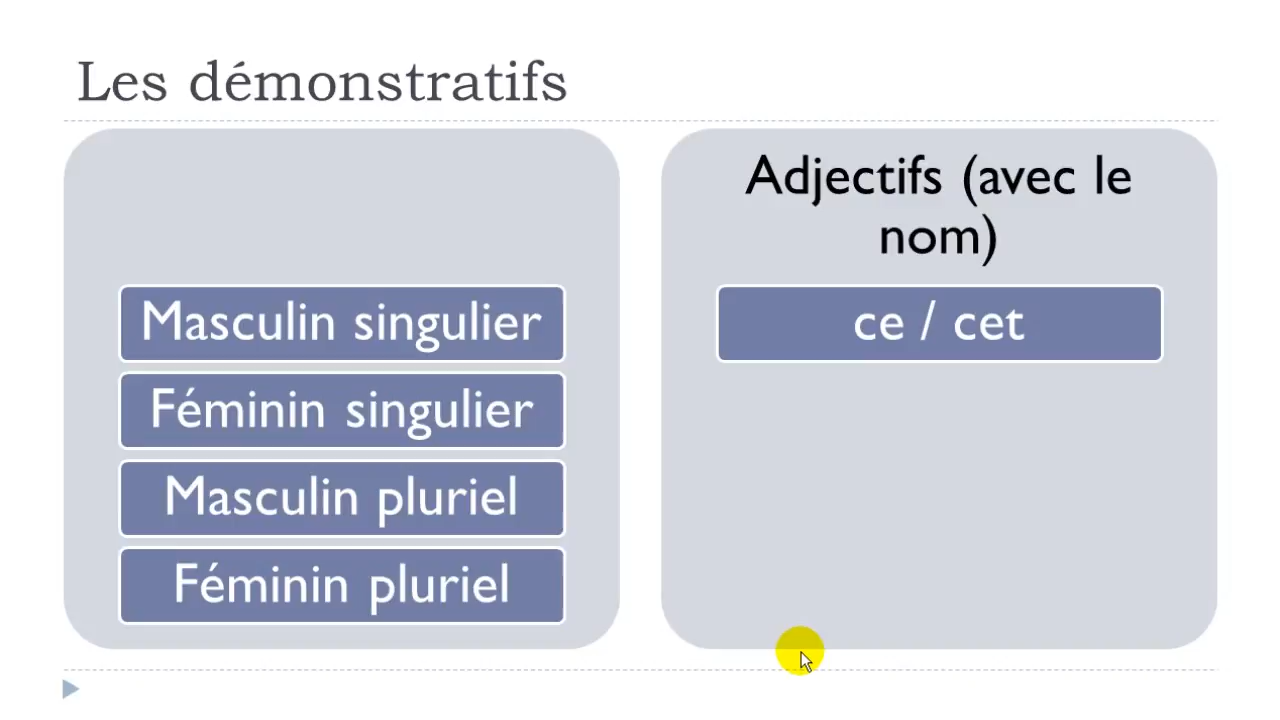 Les démonstratifs
Masculin singulier
Féminin singulier
Masculin pluriel
Féminin pluriel
Adjectifs (avec le
nom)
ce / cet